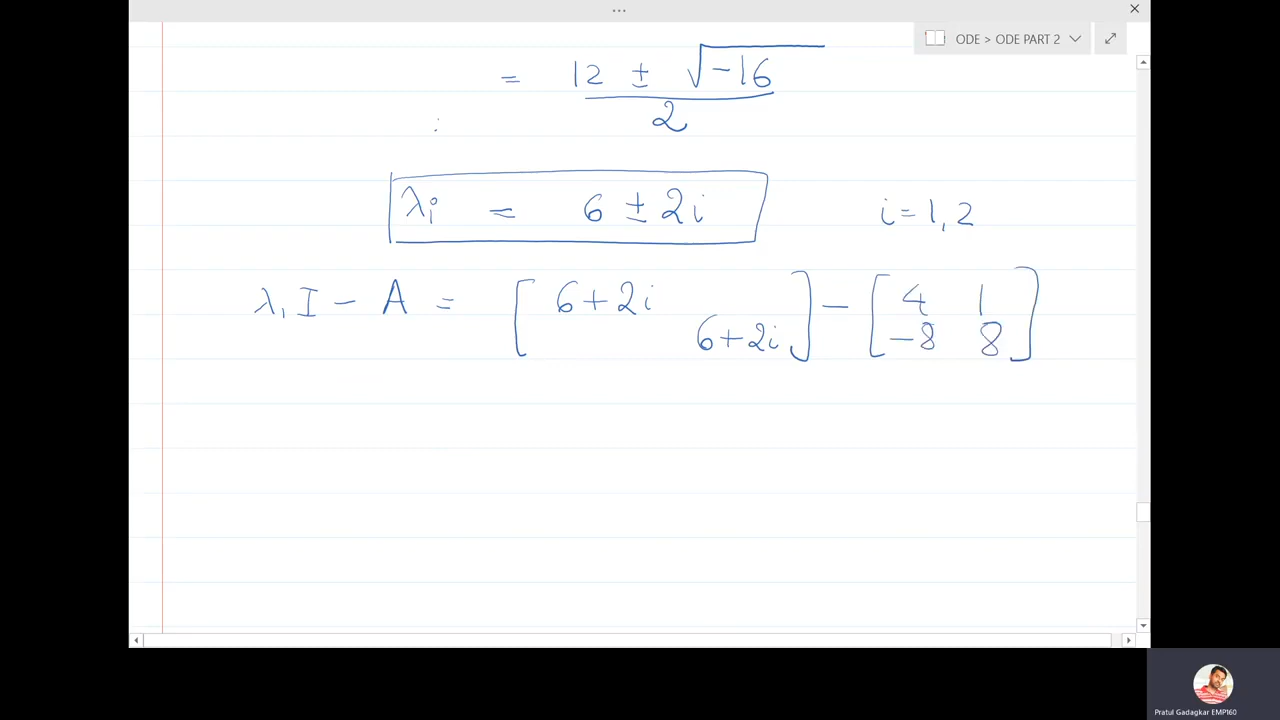 ...
ODE > ODE PART 2
= 12 ± √-16
2
λi = 6 ± 2i
i = 1, 2
λ₁ I - A = [ 6+2i ] - [ 4 1 ]
[ 6+2i ] [ -8 8 ]
Pratul Gadagkar EMP160